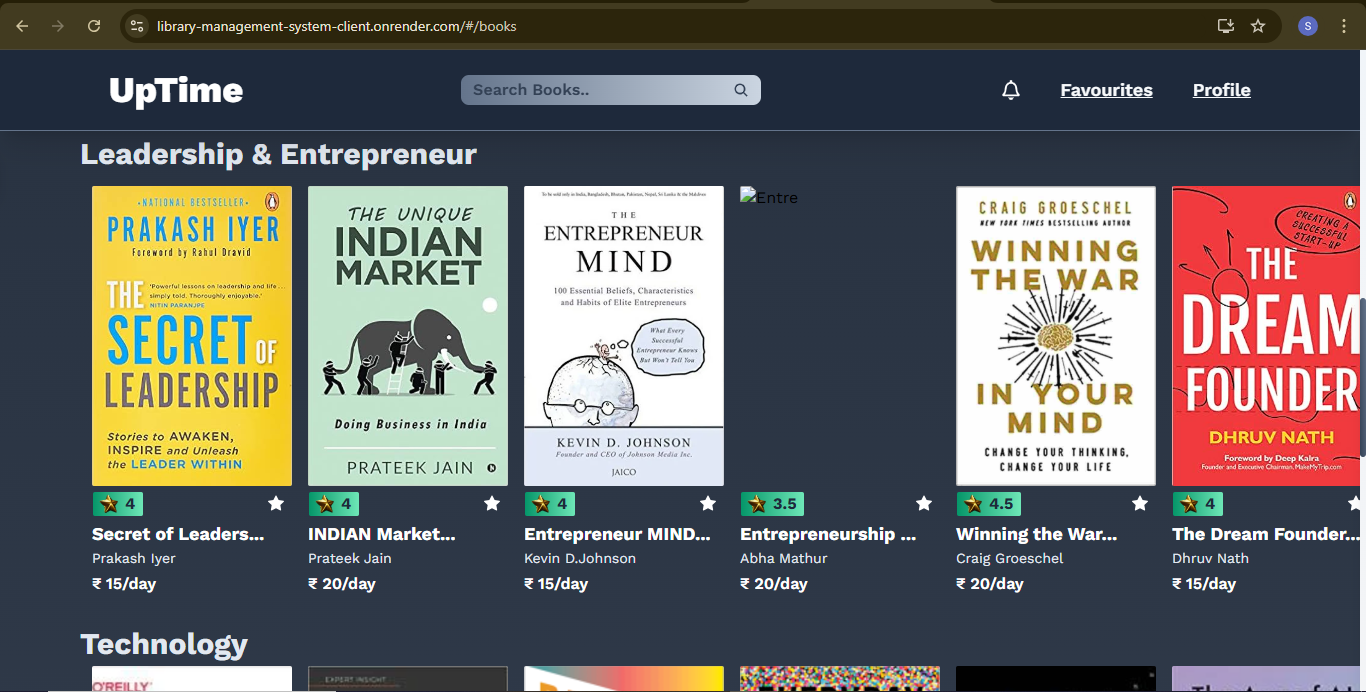 library-management-system-client.onrender.com/#/books
S
UpTime
Search Books..
Favourites
Profile
Leadership & Entrepreneur
•NATIONAL BESTSELLER•
PRAKASH IYER
Foreword by Rahul Dravid
THE
'Powerful lessons on leadership and life ...
simply told. Thoroughly enjoyable.'
NITIN PARANJPE
SECRET
OF
LEADERSHIP
Stories to AWAKEN,
INSPIRE and Unleash
the LEADER WITHIN
4
Secret of Leaders...
Prakash Iyer
₹ 15/day
THE UNIQUE
INDIAN
MARKET
Doing Business in India
PRATEEK JAIN
4
INDIAN Market...
Prateek Jain
₹ 20/day
To be sold only in India, Bangladesh, Bhutan, Pakistan, Nepal, Sri Lanka & the Maldives
THE
ENTREPRENEUR
MIND
100 Essential Beliefs, Characteristics
and Habits of Elite Entrepreneurs
What Every
Successful
Entrepreneur Knows
But Won't Tell You
KEVIN D. JOHNSON
Founder and CEO of Johnson Media Inc.
JAICO
4
Entrepreneur MIND...
Kevin D.Johnson
₹ 15/day
Entre
3.5
Entrepreneurship ...
Abha Mathur
₹ 20/day
CRAIG GROESCHEL
NEW YORK TIMES BESTSELLING AUTHOR
WINNING
THE WAR
IN YOUR
MIND
CHANGE YOUR THINKING,
CHANGE YOUR LIFE
4.5
Winning the War...
Craig Groeschel
₹ 20/day
CREATING A
SUCCESSFUL
START-UP
THE
DREAM
FOUNDER
DHRUV NATH
Foreword by Deep Kalra
Founder and Executive Chairman, MakeMyTrip.com
4
The Dream Founder...
Dhruv Nath
₹ 15/day
Technology
O'REILLY
EXPERT INSIGHT